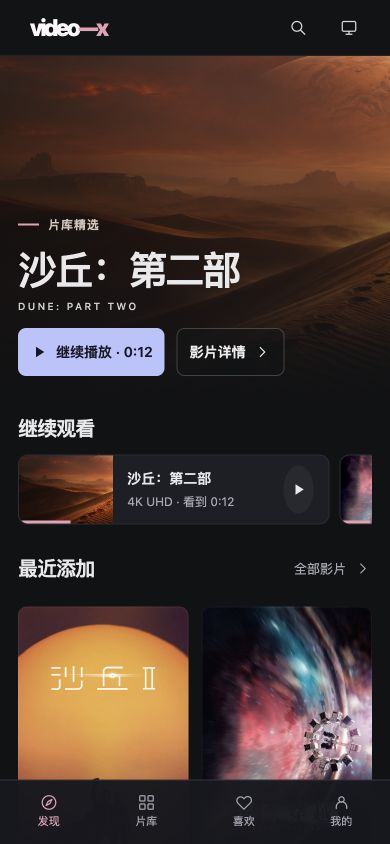 video—x
片库精选
沙丘：第二部
DUNE: PART TWO
继续播放 · 0:12
影片详情
继续观看
沙丘：第二部
4K UHD · 看到 0:12
最近添加
全部影片
沙丘 II
发现
片库
喜欢
我的